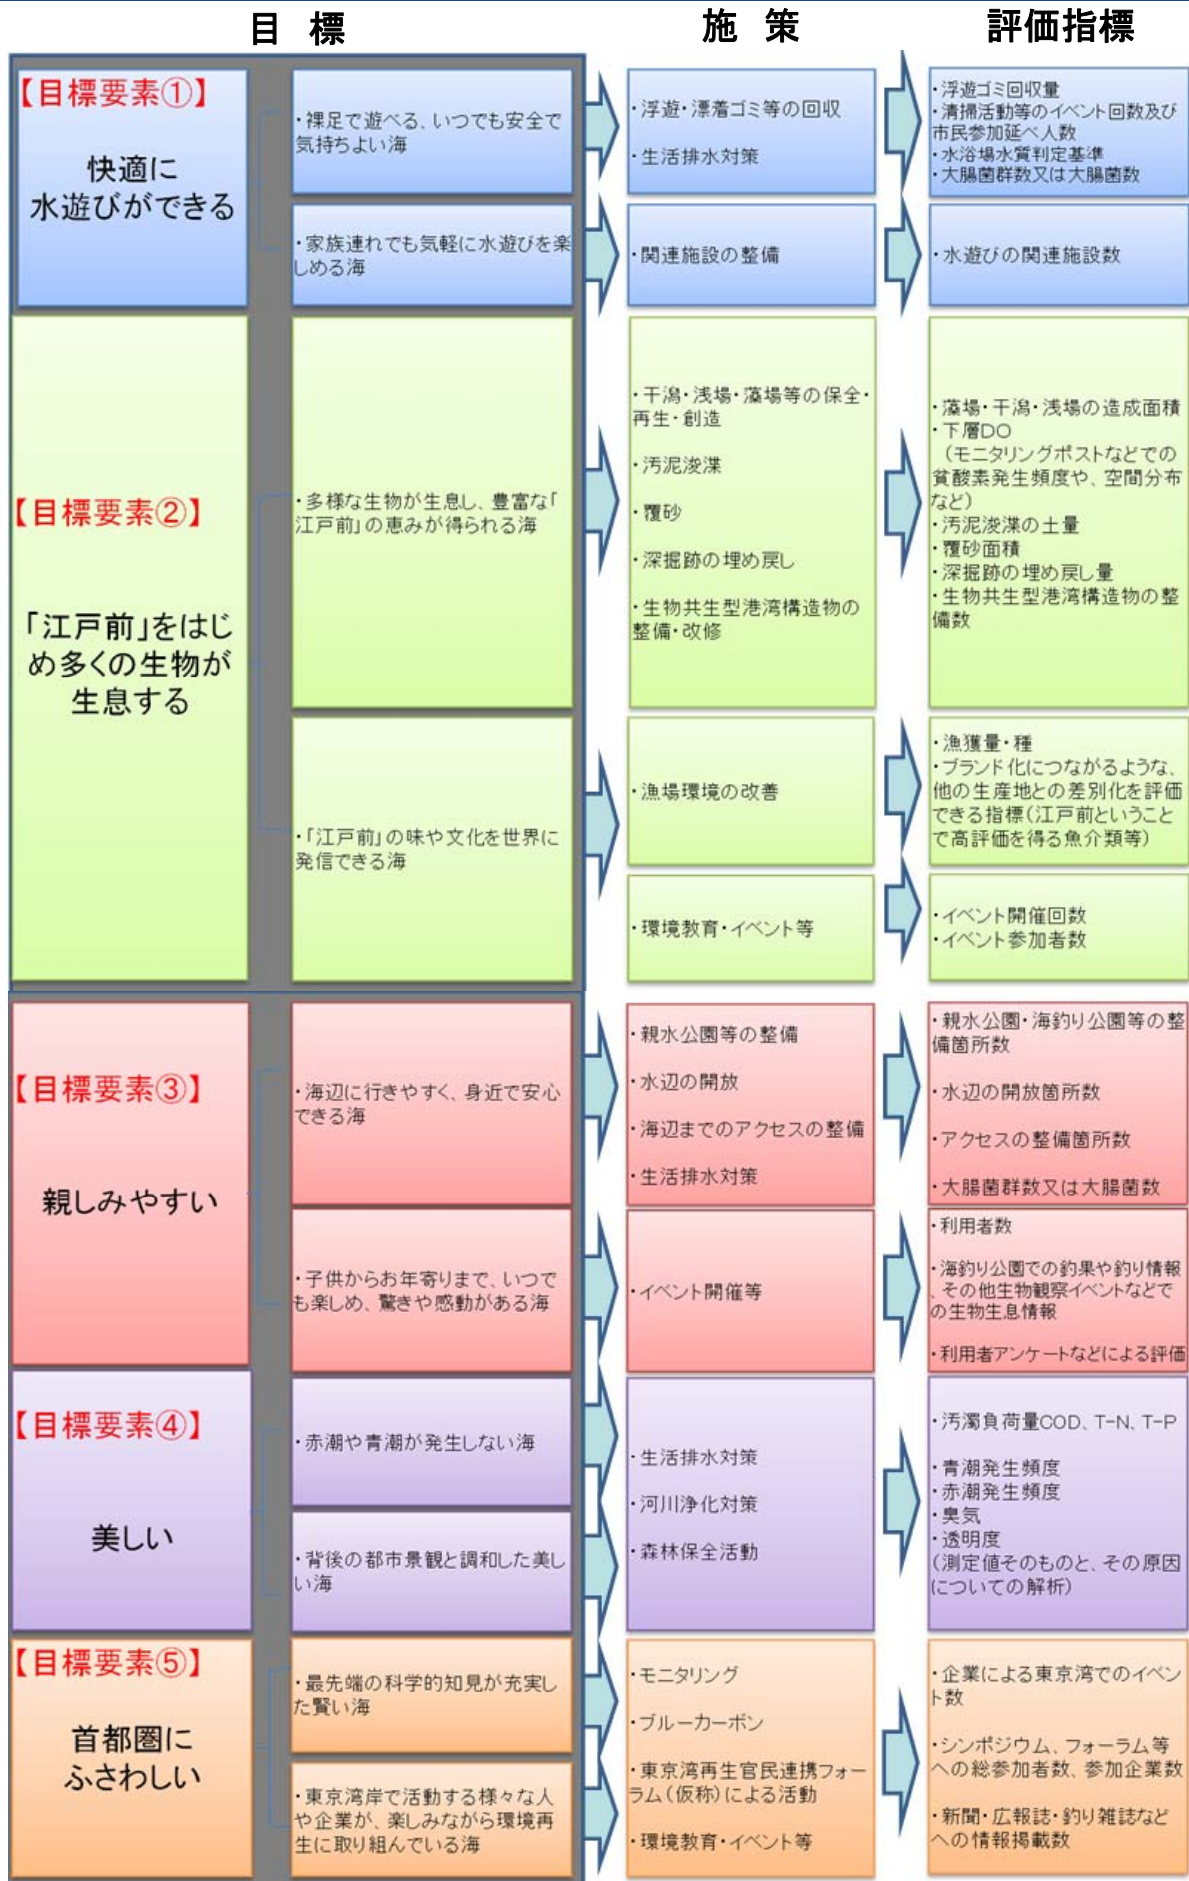 目 標
施 策
評価指標
【目標要素①】
快適に
水遊びができる
・裸足で遊べる、いつでも安全で
気持ちよい海
・浮遊・漂着ゴミ等の回収
・生活排水対策
・浮遊ゴミ回収量
・清掃活動等のイベント回数及び
市民参加延べ人数
・水浴場水質判定基準
・大腸菌群数又は大腸菌数
・家族連れでも気軽に水遊びを楽
しめる海
・関連施設の整備
・水遊びの関連施設数
【目標要素②】
「江戸前」をはじ
め多くの生物が
生息する
・多様な生物が生息し、豊富な「
江戸前」の恵みが得られる海
・干潟・浅場・藻場等の保全・
再生・創造
・汚泥浚渫
・覆砂
・深掘跡の埋め戻し
・生物共生型港湾構造物の
整備・改修
・藻場・干潟・浅場の造成面積
・下層DO
（モニタリングポストなどでの
貧酸素発生頻度や、空間分布
など）
・汚泥浚渫の土量
・覆砂面積
・深掘跡の埋め戻し量
・生物共生型港湾構造物の整
備数
・「江戸前」の味や文化を世界に
発信できる海
・漁場環境の改善
・漁獲量・種
・ブランド化につながるような、
他の生産地との差別化を評価
できる指標（江戸前ということ
で高評価を得る魚介類等）
・環境教育・イベント等
・イベント開催回数
・イベント参加者数
【目標要素③】
親しみやすい
・海辺に行きやすく、身近で安心
できる海
・親水公園等の整備
・水辺の開放
・海辺までのアクセスの整備
・生活排水対策
・親水公園・海釣り公園等の整
備箇所数
・水辺の開放箇所数
・アクセスの整備箇所数
・大腸菌群数又は大腸菌数
・子供からお年寄りまで、いつで
も楽しめ、驚きや感動がある海
・イベント開催等
・利用者数
・海釣り公園での釣果や釣り情報
、その他生物観察イベントなどで
の生物生息情報
・利用者アンケートなどによる評価
【目標要素④】
美しい
・赤潮や青潮が発生しない海
・背後の都市景観と調和した美し
い海
・生活排水対策
・河川浄化対策
・森林保全活動
・汚濁負荷量COD、T-N、T-P
・青潮発生頻度
・赤潮発生頻度
・臭気
・透明度
（測定値そのものと、その原因
についての解析）
【目標要素⑤】
首都圏に
ふさわしい
・最先端の科学的知見が充実し
た賢い海
・東京湾岸で活動する様々な人
や企業が、楽しみながら環境再
生に取り組んでいる海
・モニタリング
・ブルーカーボン
・東京湾再生官民連携フォー
ラム（仮称）による活動
・環境教育・イベント等
・企業による東京湾でのイベン
ト数
・シンポジウム、フォーラム等
への総参加者数、参加企業数
・新聞・広報誌・釣り雑誌など
への情報掲載数